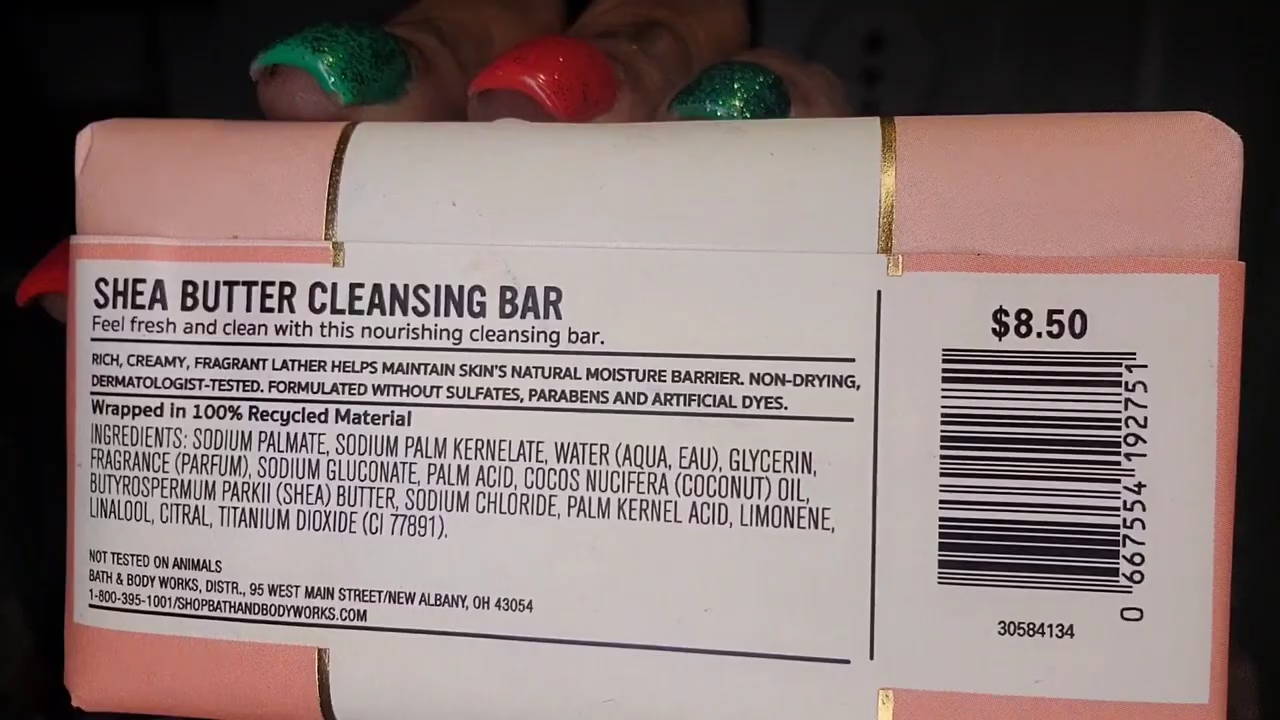 SHEA BUTTER CLEANSING BAR
Feel fresh and clean with this nourishing cleansing bar.
RICH, CREAMY, FRAGRANT LATHER HELPS MAINTAIN SKIN'S NATURAL MOISTURE BARRIER. NON-DRYING,
DERMATOLOGIST-TESTED. FORMULATED WITHOUT SULFATES, PARABENS AND ARTIFICIAL DYES.
Wrapped in 100% Recycled Material
INGREDIENTS: SODIUM PALMATE, SODIUM PALM KERNELATE, WATER (AQUA, EAU), GLYCERIN,
FRAGRANCE (PARFUM), SODIUM GLUCONATE, PALM ACID, COCOS NUCIFERA (COCONUT) OIL,
BUTYROSPERMUM PARKII (SHEA) BUTTER, SODIUM CHLORIDE, PALM KERNEL ACID, LIMONENE,
LINALOOL, CITRAL, TITANIUM DIOXIDE (CI 77891).
NOT TESTED ON ANIMALS
BATH & BODY WORKS, DISTR., 95 WEST MAIN STREET/NEW ALBANY, OH 43054
1-800-395-1001/SHOPBATHANDBODYWORKS.COM
$8.50
0 667554 192751
30584134